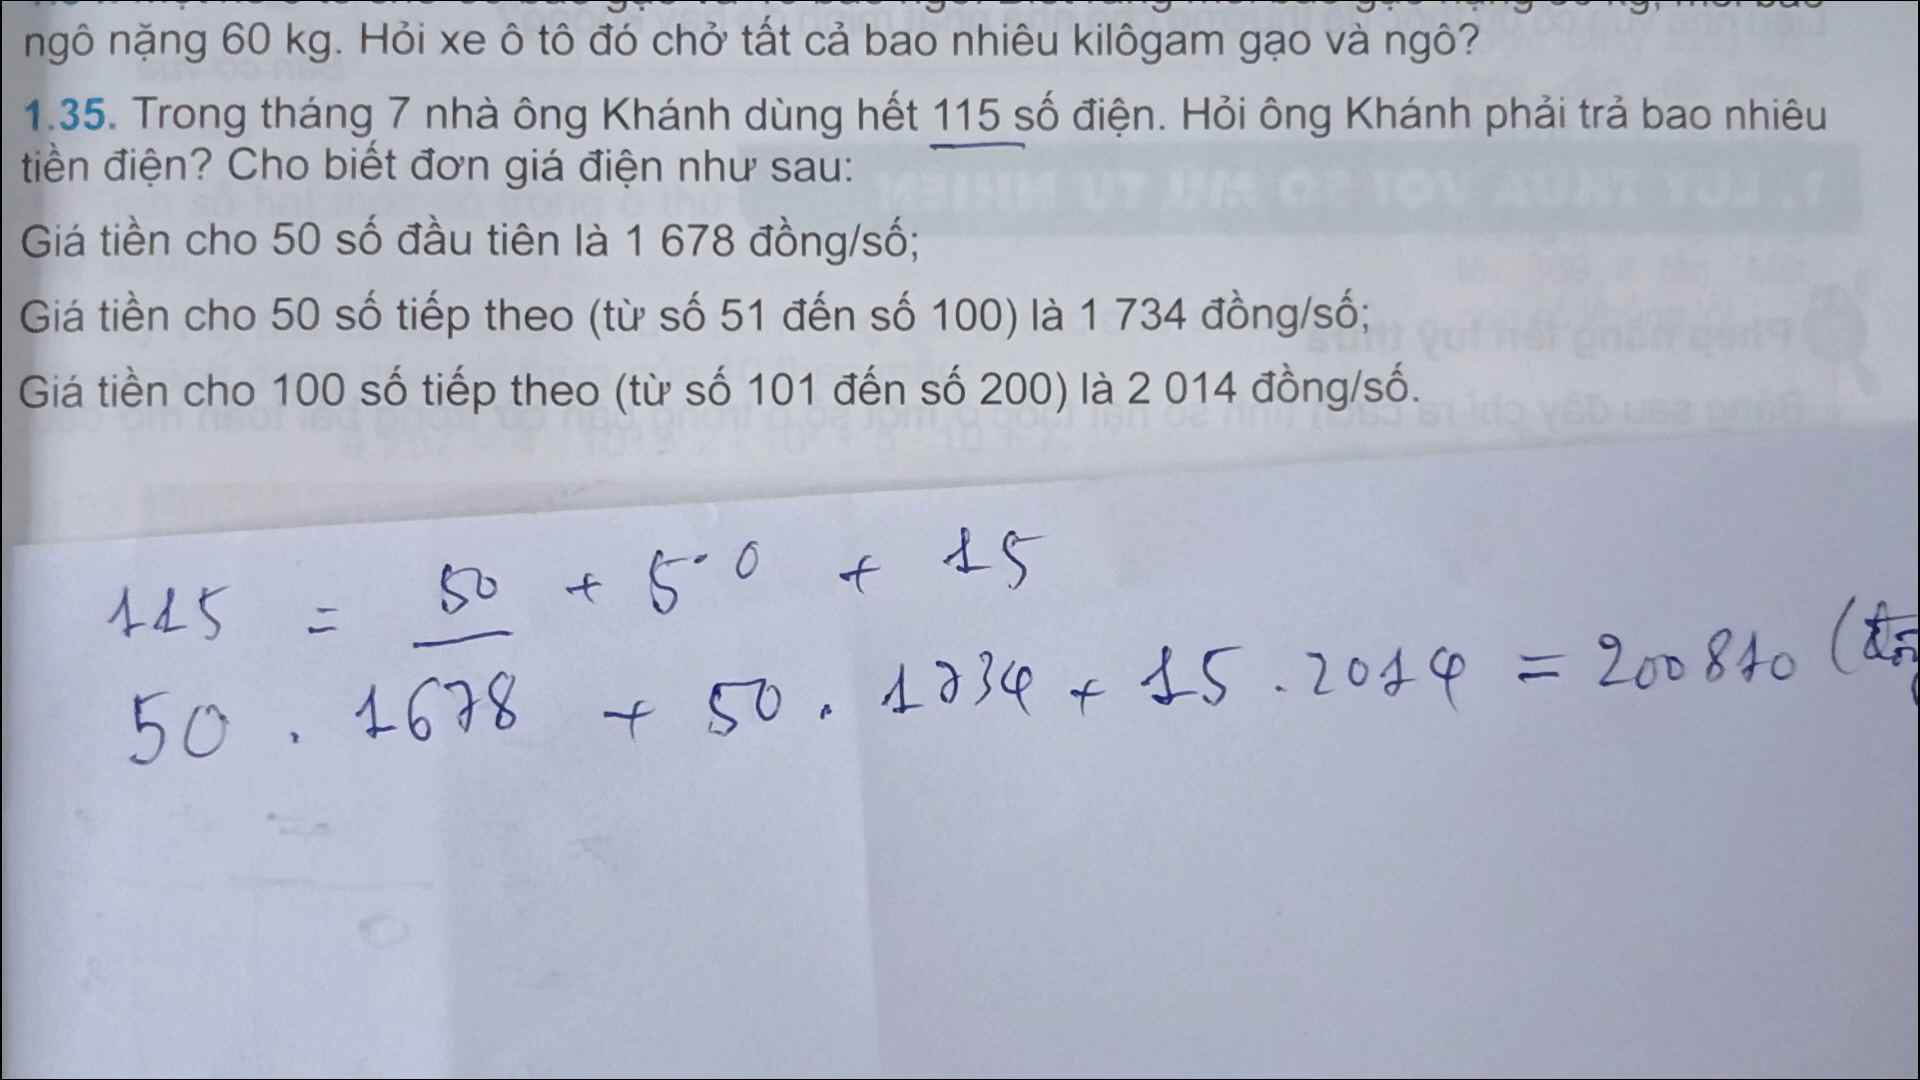 ngô nặng 60 kg. Hỏi xe ô tô đó chở tất cả bao nhiêu kilôgam gạo và ngô?
1.35. Trong tháng 7 nhà ông Khánh dùng hết 115 số điện. Hỏi ông Khánh phải trả bao nhiêu
tiền điện? Cho biết đơn giá điện như sau:
Giá tiền cho 50 số đầu tiên là 1 678 đồng/số;
Giá tiền cho 50 số tiếp theo (từ số 51 đến số 100) là 1 734 đồng/số;
Giá tiền cho 100 số tiếp theo (từ số 101 đến số 200) là 2 014 đồng/số.
115 = 50 + 50 + 15
50 . 1678 + 50 . 1734 + 15 . 2014 = 200810